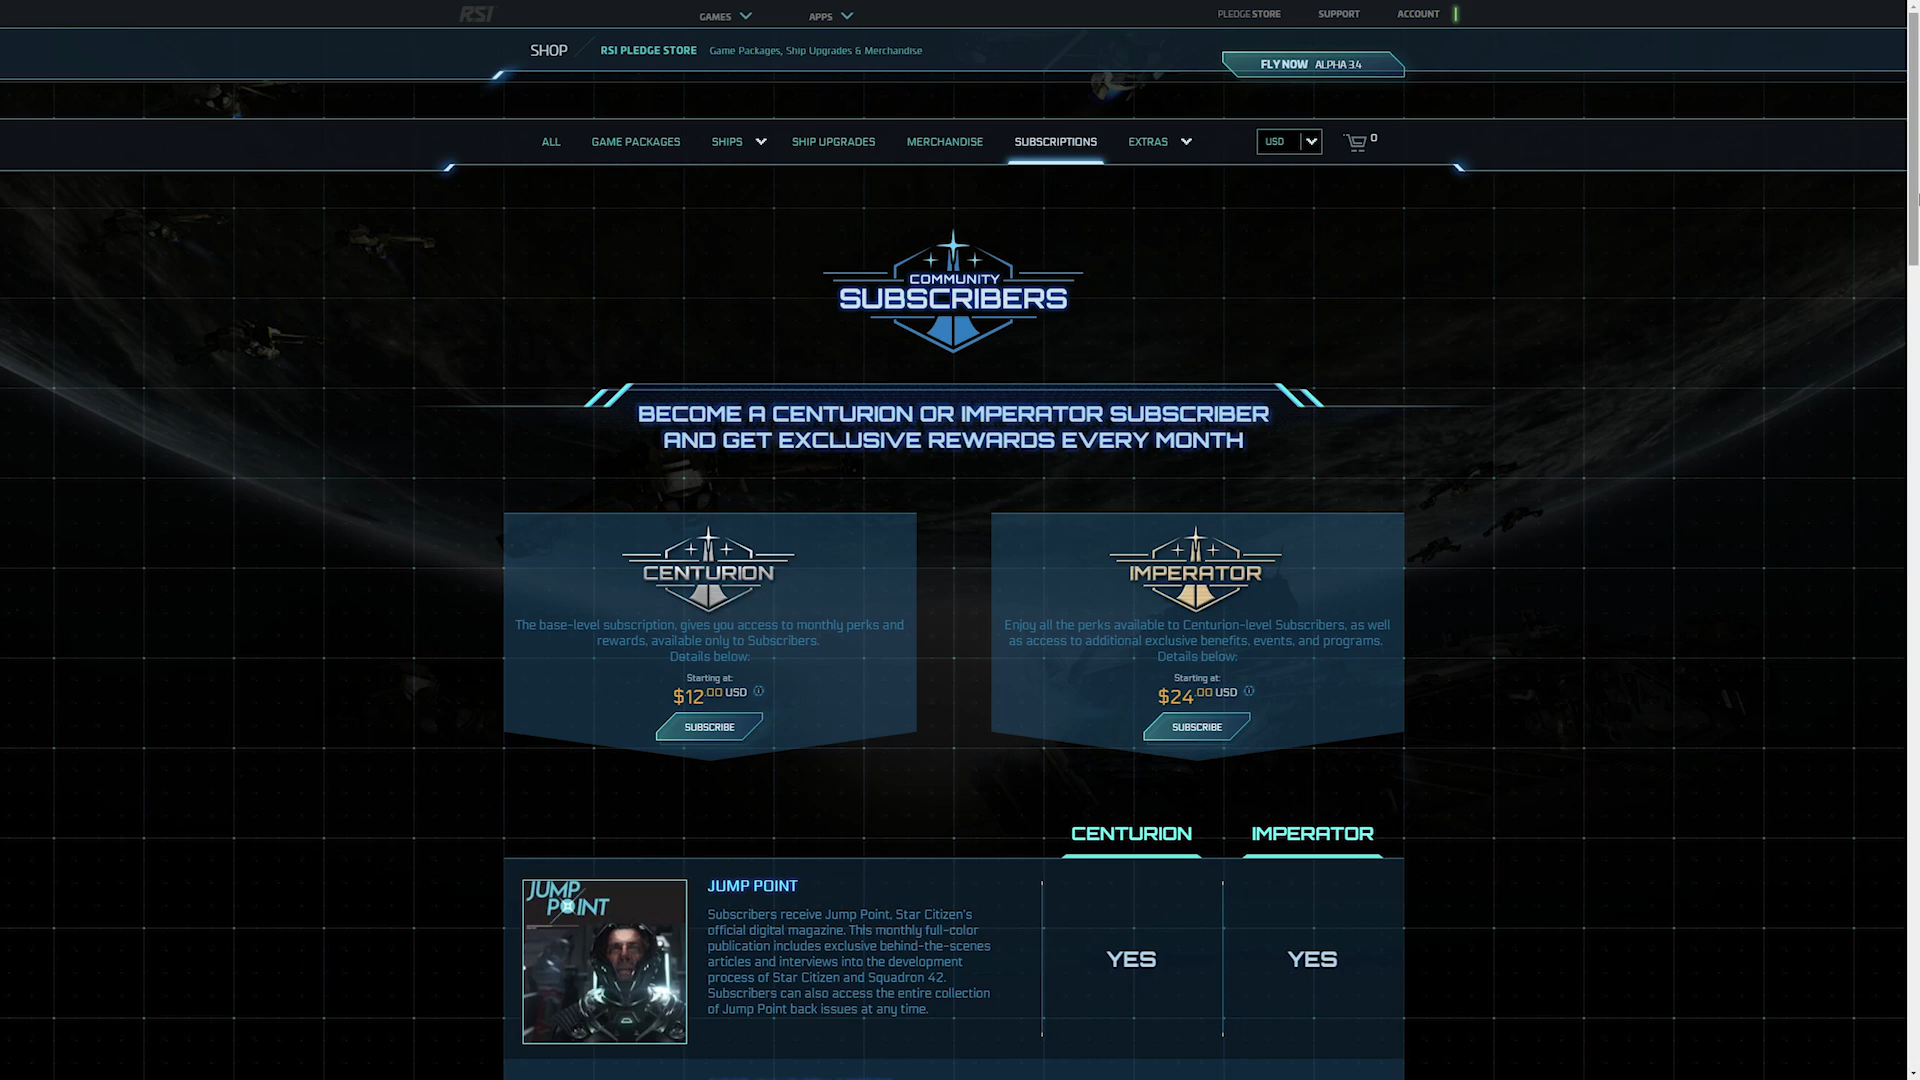 RSI
GAMES
APPS
PLEDGE STORE
SUPPORT
ACCOUNT
SHOP
RSI PLEDGE STORE
Game Packages, Ship Upgrades & Merchandise
FLY NOW ALPHA 3.4
ALL
GAME PACKAGES
SHIPS
SHIP UPGRADES
MERCHANDISE
SUBSCRIPTIONS
EXTRAS
USD
0
COMMUNITY
SUBSCRIBERS
BECOME A CENTURION OR IMPERATOR SUBSCRIBER
AND GET EXCLUSIVE REWARDS EVERY MONTH
CENTURION
The base-level subscription, gives you access to monthly perks and
rewards, available only to Subscribers.
Details below:
Starting at:
$12.00 USD
SUBSCRIBE
IMPERATOR
Enjoy all the perks available to Centurion-level Subscribers, as well
as access to additional exclusive benefits, events, and programs.
Details below:
Starting at:
$24.00 USD
SUBSCRIBE
CENTURION
IMPERATOR
JUMP
POINT
JUMP POINT
Subscribers receive Jump Point, Star Citizen's
official digital magazine. This monthly full-color
publication includes exclusive behind-the-scenes
articles and interviews into the development
process of Star Citizen and Squadron 42.
Subscribers can also access the entire collection
of Jump Point back issues at any time.
YES
YES